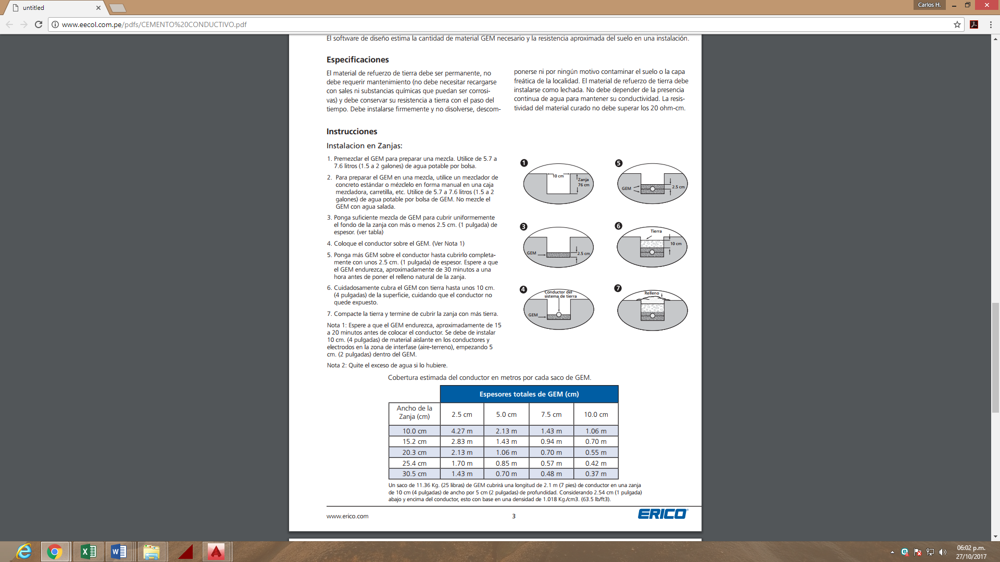 untitled
Carlos H.
www.eecol.com.pe/pdfs/CEMENTO%20CONDUCTIVO.pdf
El software de diseño estima la cantidad de material GEM necesario y la resistencia aproximada del suelo en una instalación.
Especificaciones
El material de refuerzo de tierra debe ser permanente, no
debe requerir mantenimiento (no debe necesitar recargarse
con sales ni substancias químicas que puedan ser corrosi-
vas) y debe conservar su resistencia a tierra con el paso del
tiempo. Debe instalarse firmemente y no disolverse, descom-
ponerse ni por ningún motivo contaminar el suelo o la capa
freática de la localidad. El material de refuerzo de tierra debe
instalarse como lechada. No debe depender de la presencia
continua de agua para mantener su conductividad. La resis-
tividad del material curado no debe superar los 20 ohm-cm.
Instrucciones
Instalacion en Zanjas:
1. Premezclar el GEM para preparar una mezcla. Utilice de 5.7 a
7.6 litros (1.5 a 2 galones) de agua potable por bolsa.
2. Para preparar el GEM en una mezcla, utilice un mezclador de
concreto estándar o mézclelo en forma manual en una caja
mezcladora, carretilla, etc. Utilice de 5.7 a 7.6 litros (1.5 a 2
galones) de agua potable por bolsa de GEM. No mezcle el
GEM con agua salada.
3. Ponga suficiente mezcla de GEM para cubrir uniformemente
el fondo de la zanja con más o menos 2.5 cm. (1 pulgada) de
espesor. (ver tabla)
4. Coloque el conductor sobre el GEM. (Ver Nota 1)
5. Ponga más GEM sobre el conductor hasta cubrirlo completa-
mente con unos 2.5 cm. (1 pulgada) de espesor. Espere a que
el GEM endurezca, aproximadamente de 30 minutos a una
hora antes de poner el relleno natural de la zanja.
6. Cuidadosamente cubra el GEM con tierra hasta unos 10 cm.
(4 pulgadas) de la superficie, cuidando que el conductor no
quede expuesto.
7. Compacte la tierra y termine de cubrir la zanja con más tierra.
Nota 1: Espere a que el GEM endurezca, aproximadamente de 15
a 20 minutos antes de colocar el conductor. Se debe de instalar
10 cm. (4 pulgadas) de material aislante en los conductores y
electrodos en la zona de interfase (aire-terreno), empezando 5
cm. (2 pulgadas) dentro del GEM.
Nota 2: Quite el exceso de agua si lo hubiere.
1
10 cm
Zanja
76 cm
5
GEM
2.5 cm
3
GEM
2.5 cm
6
Tierra
10 cm
4
Conductor del
sistema de tierra
GEM
7
Relleno
Cobertura estimada del conductor en metros por cada saco de GEM.
Espesores totales de GEM (cm)
Ancho de la
Zanja (cm) 2.5 cm 5.0 cm 7.5 cm 10.0 cm
10.0 cm 4.27 m 2.13 m 1.43 m 1.06 m
15.2 cm 2.83 m 1.43 m 0.94 m 0.70 m
20.3 cm 2.13 m 1.06 m 0.70 m 0.55 m
25.4 cm 1.70 m 0.85 m 0.57 m 0.42 m
30.5 cm 1.43 m 0.70 m 0.48 m 0.37 m
Un saco de 11.36 Kg. (25 libras) de GEM cubrirá una longitud de 2.1 m (7 pies) de conductor en una zanja
de 10 cm (4 pulgadas) de ancho por 5 cm (2 pulgadas) de profundidad. Considerando 2.54 cm (1 pulgada)
abajo y encima del conductor, esto con base en una densidad de 1.018 Kg./cm3. (63.5 lb/ft3).
www.erico.com
3
ERICO
06:02 p.m.
27/10/2017